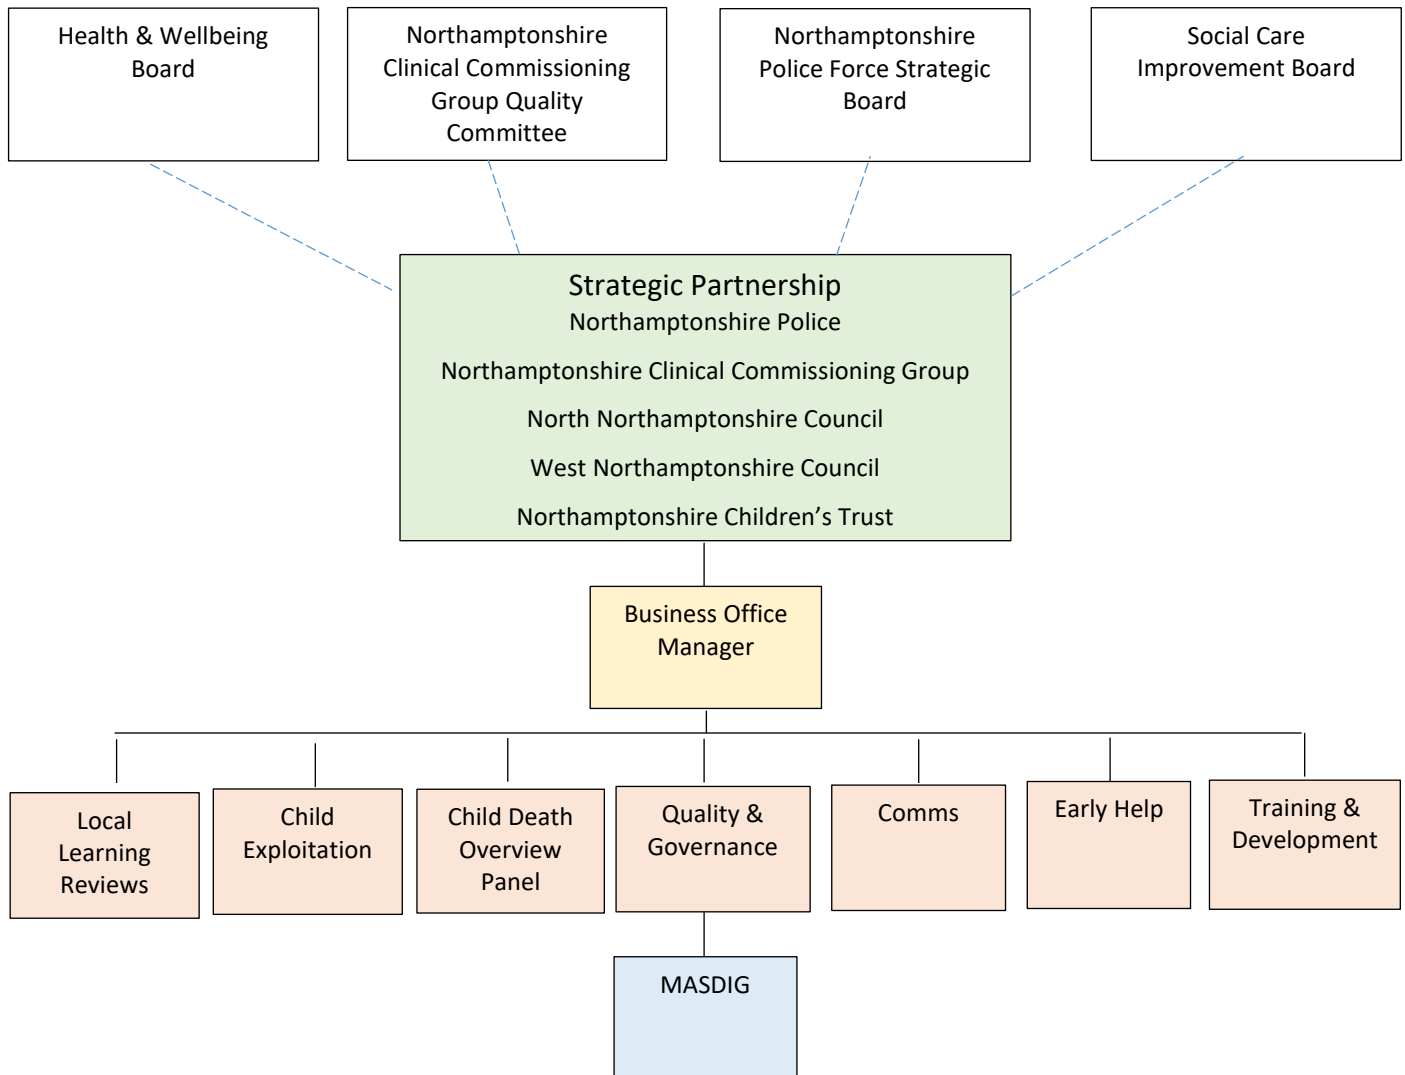 Health & Wellbeing
Board
Northamptonshire
Clinical Commissioning
Group Quality
Committee
Northamptonshire
Police Force Strategic
Board
Social Care
Improvement Board
Strategic Partnership
Northamptonshire Police
Northamptonshire Clinical Commissioning Group
North Northamptonshire Council
West Northamptonshire Council
Northamptonshire Children’s Trust
Business Office
Manager
Local
Learning
Reviews
Child
Exploitation
Child Death
Overview
Panel
Quality &
Governance
Comms
Early Help
Training &
Development
MASDIG